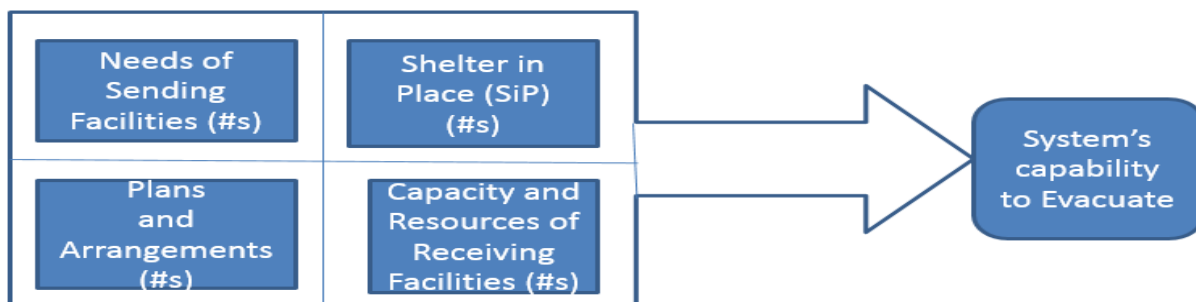 Needs of
Sending
Facilities (#s)
Shelter in
Place (SiP)
(#s)
Plans
and
Arrangements
(#s)
Capacity and
Resources of
Receiving
Facilities (#s)
System's
capability
to Evacuate